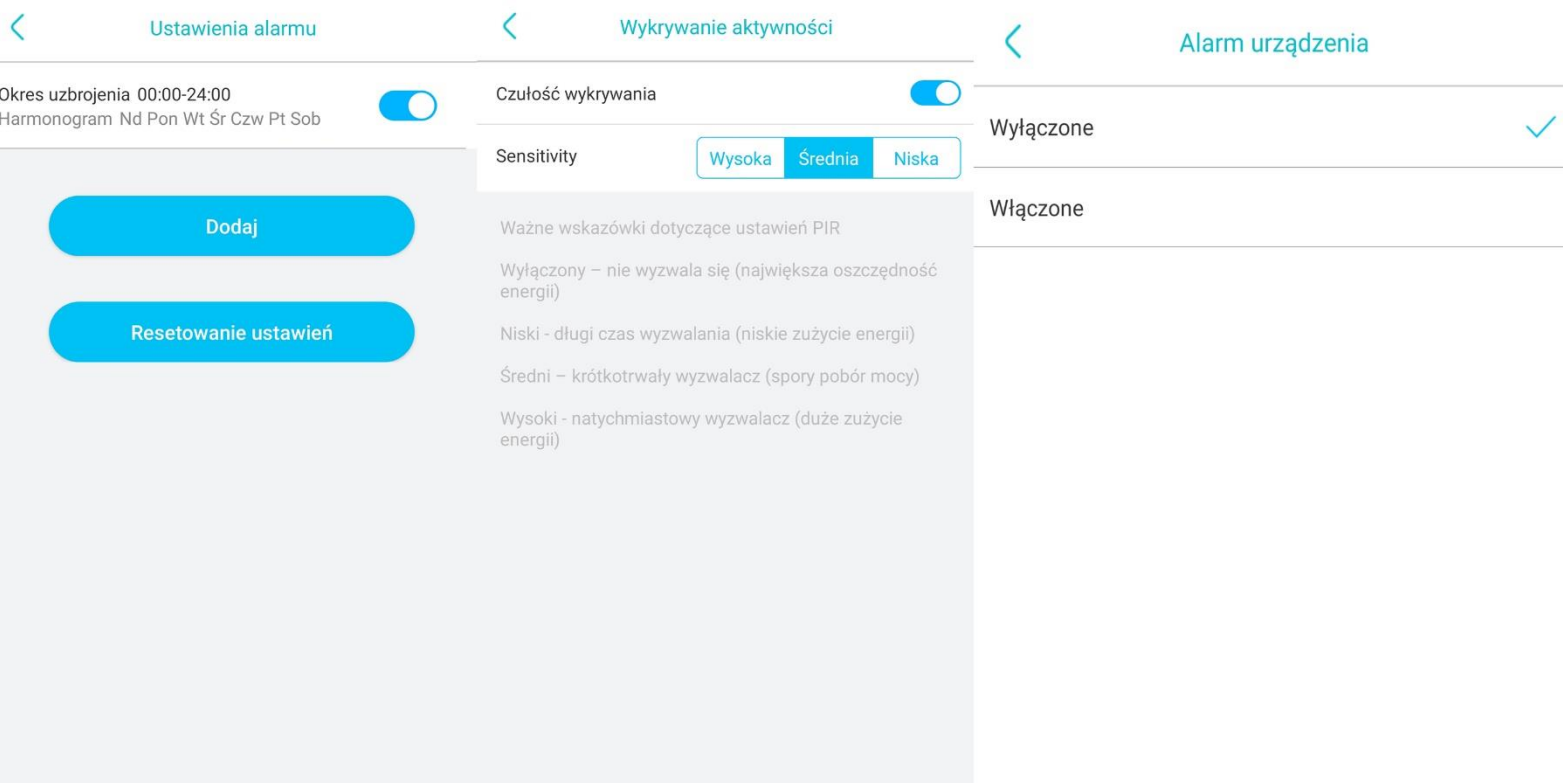 Ustawienia alarmu
Okres uzbrojenia 00:00-24:00
Harmonogram Nd Pon Wt Śr Czw Pt Sob
Dodaj
Resetowanie ustawień
Wykrywanie aktywności
Czułość wykrywania
Sensitivity
Wysoka Średnia Niska
Ważne wskazówki dotyczące ustawień PIR
Wyłączony – nie wyzwala się (największa oszczędność
energii)
Niski - długi czas wyzwalania (niskie zużycie energii)
Średni – krótkotrwały wyzwalacz (spory pobór mocy)
Wysoki - natychmiastowy wyzwalacz (duże zużycie
energii)
Alarm urządzenia
Wyłączone
Włączone